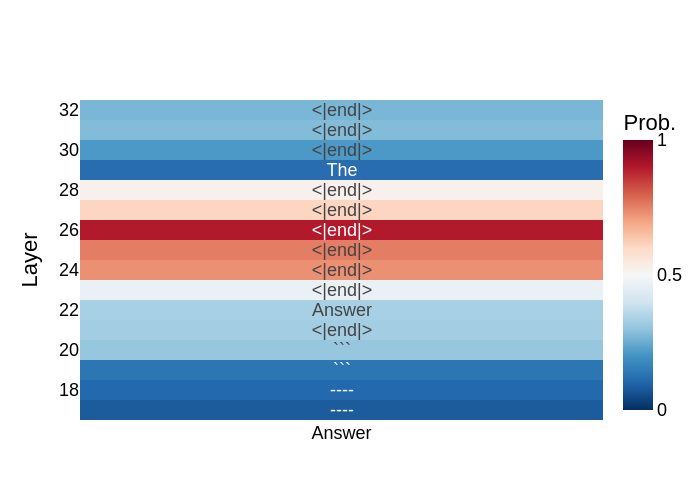 Prob.
32 <|end|> 1
<|end|>
30 <|end|>
The
28 <|end|>
<|end|>
26 <|end|>
<|end|>
24 <|end|> 0.5
<|end|>
22 Answer
<|end|>
20 ```
```
18 ----
---- 0
Layer
Answer